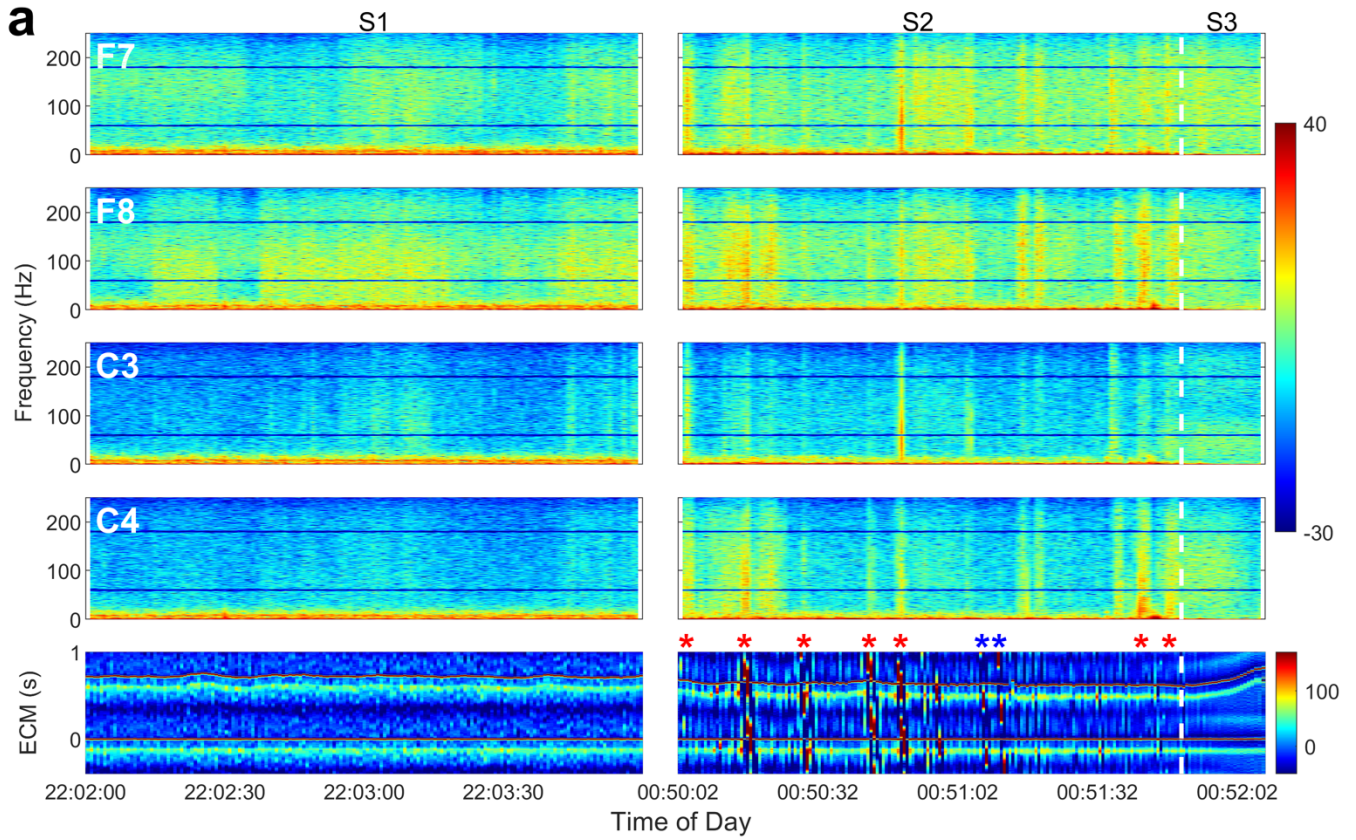 a
S1
S2
S3
F7
200
100
0
F8
200
100
0
C3
200
100
0
C4
200
100
0
Frequency (Hz)
40
-30
* * * * * * * * *
1
0
ECM (s)
100
0
22:02:00
22:02:30
22:03:00
22:03:30
00:50:02
00:50:32
00:51:02
00:51:32
00:52:02
Time of Day